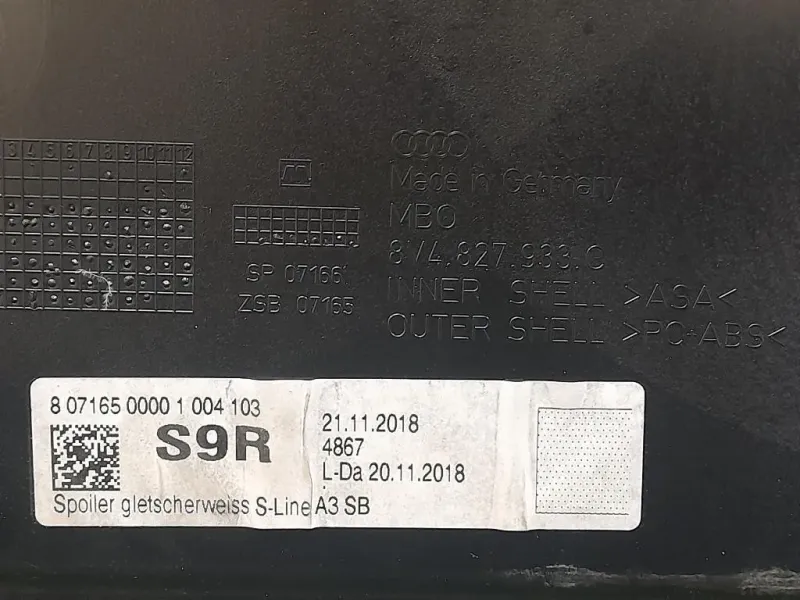 3 4 5 6 7 8 9 10 11 12
Made in Germany
MBO
8V4.827.933.C
SP 07166
ZSB 07165
INNER SHELL >ASA<
OUTER SHELL >PC-ABS<
8 07165 0000 1 004 103
S9R
21.11.2018
4867
L-Da 20.11.2018
Spoiler gletscherweiss S-Line A3 SB